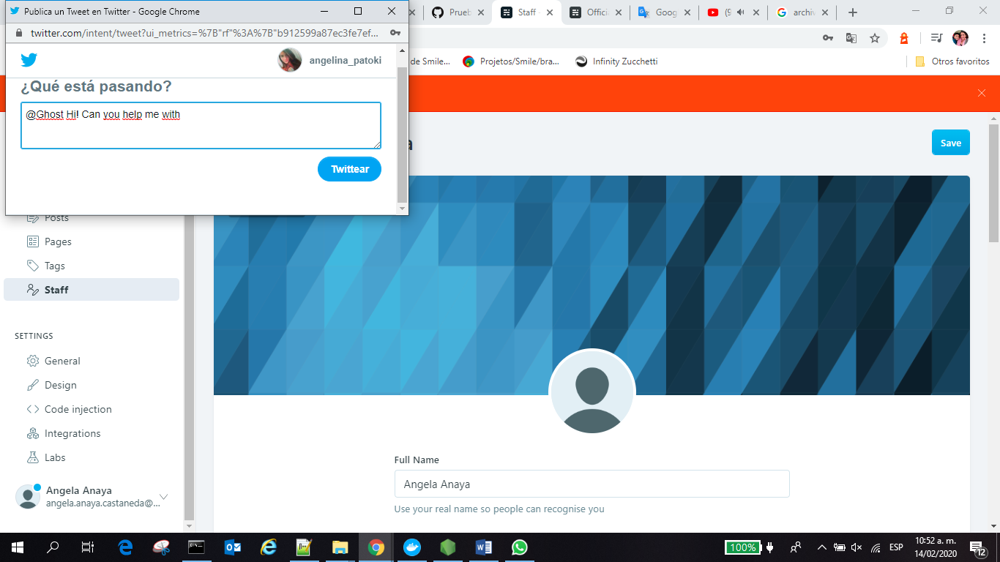 Publica un Tweet en Twitter - Google Chrome
twitter.com/intent/tweet?ui_metrics=%7B"rf"%3A%7B"b912599a87ec3fe7ef...
angelina_patoki
¿Qué está pasando?
@Ghost Hi! Can you help me with
Twittear
Prueb
Staff -
Offici
Goog
(9
archiv
de Smile...
Projetos/Smile/bra...
Infinity Zucchetti
Otros favoritos
a
Save
Posts
Pages
Tags
Staff
SETTINGS
General
Design
Code injection
Integrations
Labs
Angela Anaya
angela.anaya.castaneda@...
Full Name
Angela Anaya
Use your real name so people can recognise you
100%
ESP
10:52 a. m.
14/02/2020
12